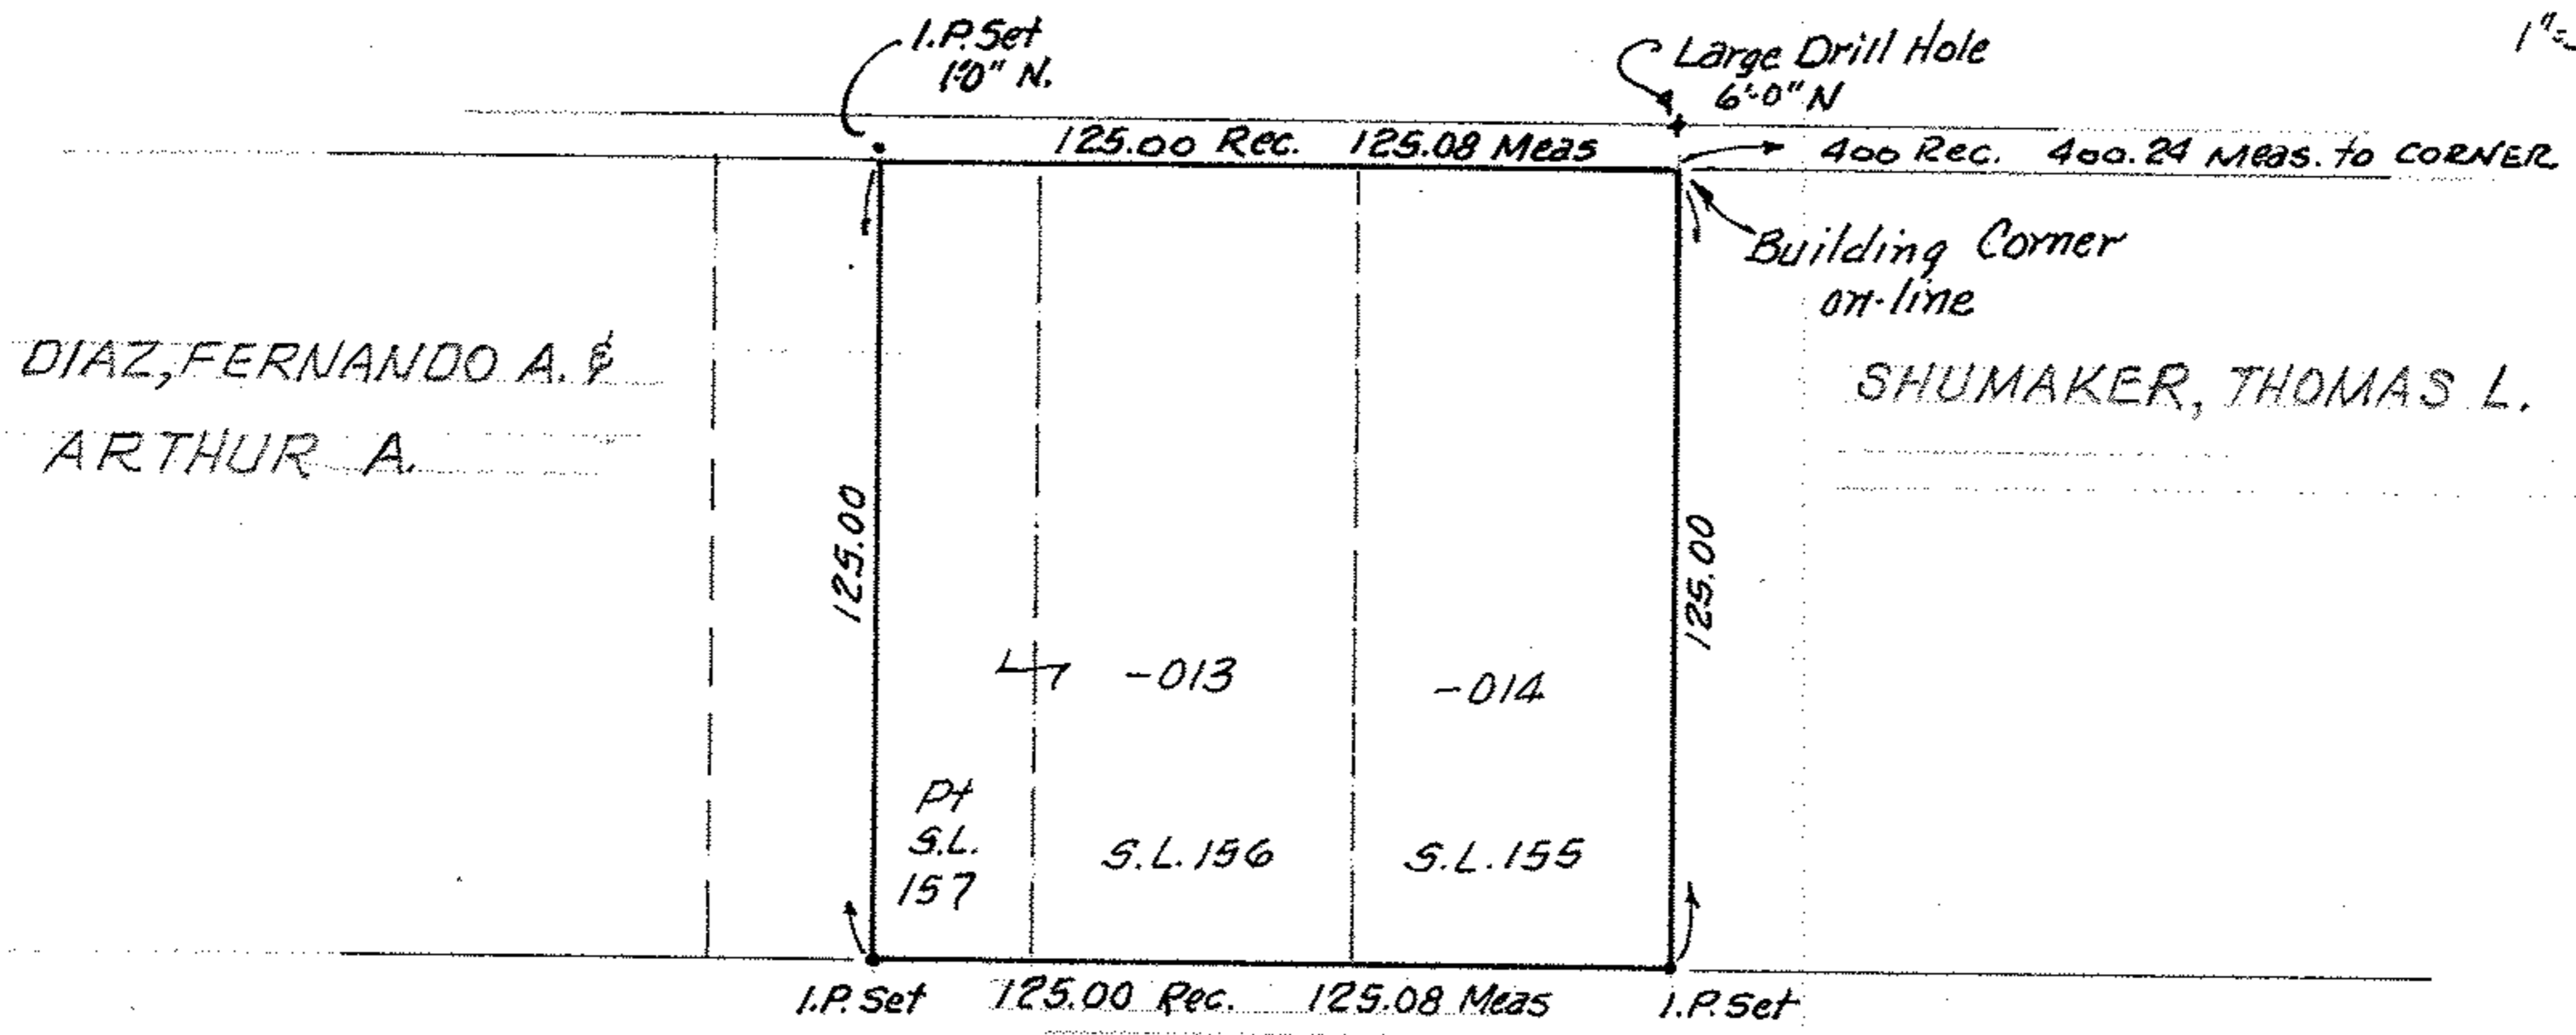 I.P. Set
1'0" N.
Large Drill Hole
6'-0" N
125.00 Rec. 125.08 Meas
400 Rec. 400.24 Meas. to CORNER
Building Corner
on-line
DIAZ, FERNANDO A. &
ARTHUR A.
SHUMAKER, THOMAS L.
125.00
125.00
-013
-014
Pt
S.L.
157
S.L. 156
S.L. 155
I.P. Set
125.00 Rec. 125.08 Meas
I.P. Set